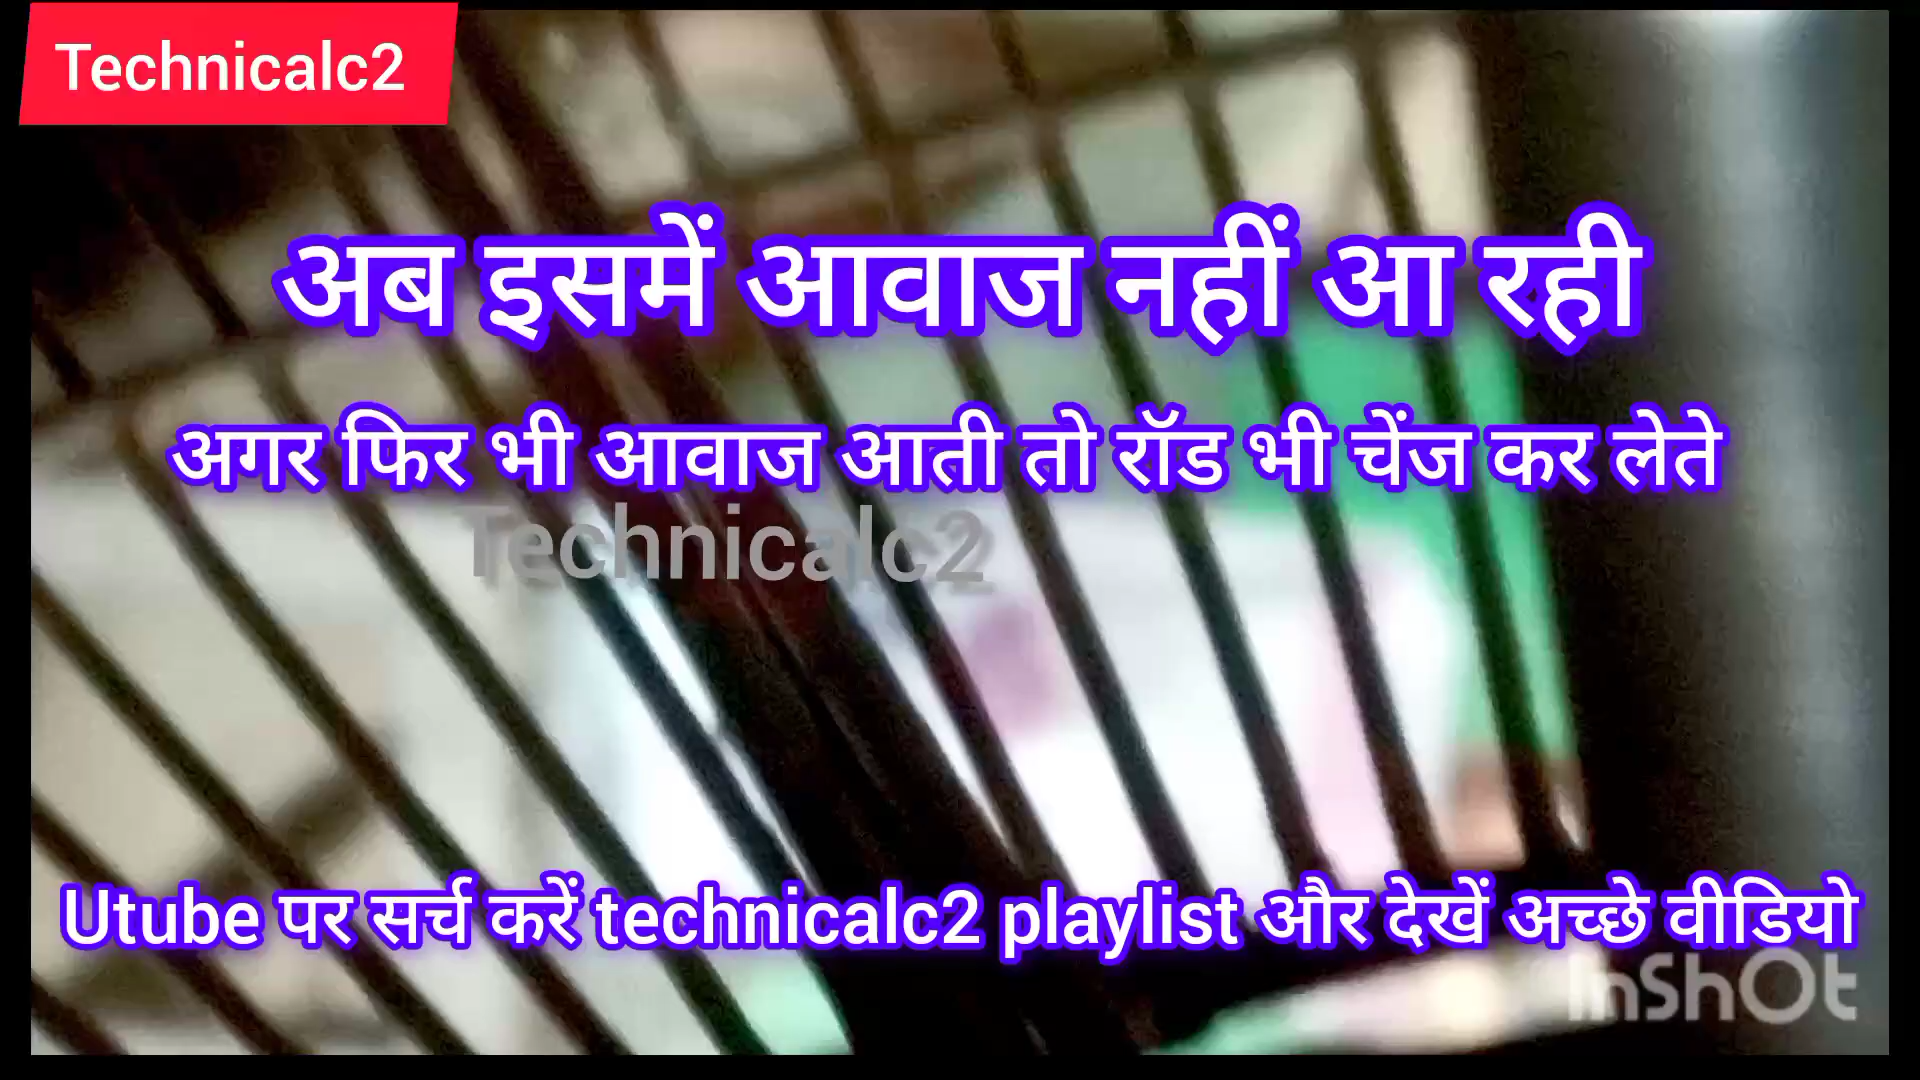 Technicalc2
अब इसमें आवाज नहीं आ रही
अगर फिर भी आवाज आती तो रॉड भी चेंज कर लेते
Technicalc2
Utube पर सर्च करें technicalc2 playlist और देखें अच्छे वीडियो
InShOt